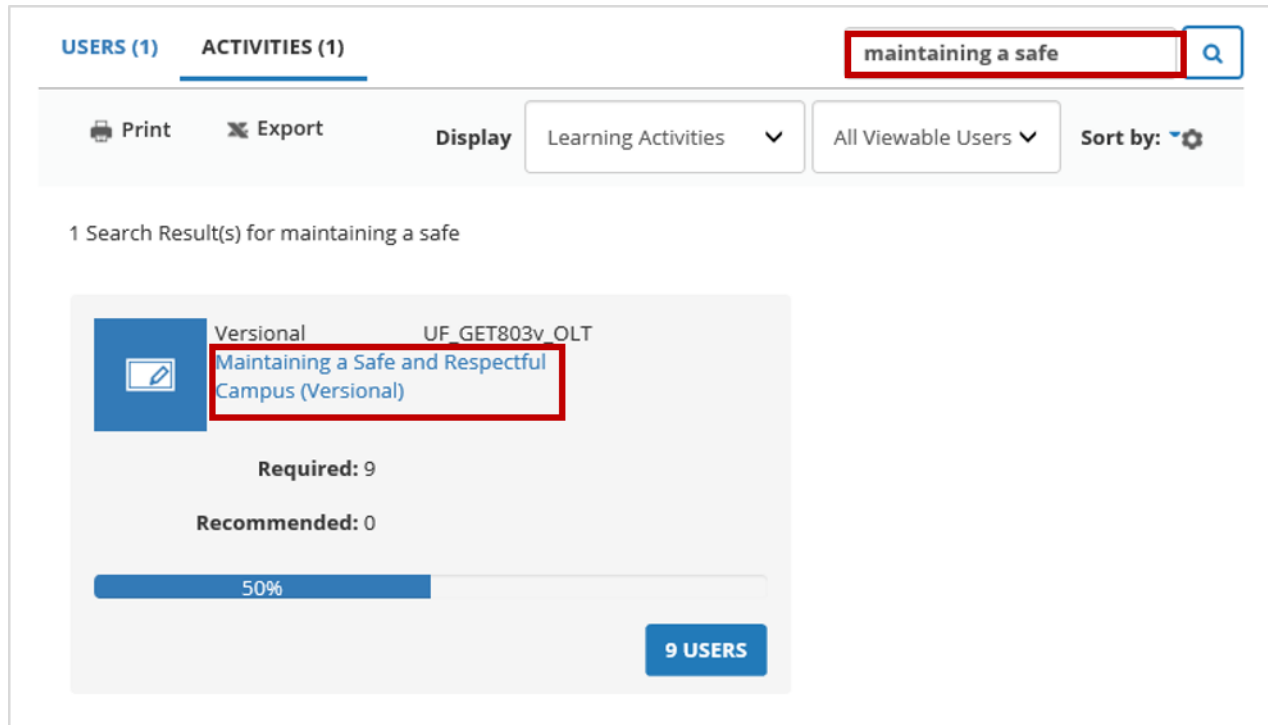 USERS (1) ACTIVITIES (1) maintaining a safe
Print Export Display Learning Activities All Viewable Users Sort by:
1 Search Result(s) for maintaining a safe
Versional UF_GET803v_OLT
Maintaining a Safe and Respectful
Campus (Versional)
Required: 9
Recommended: 0
50%
9 USERS